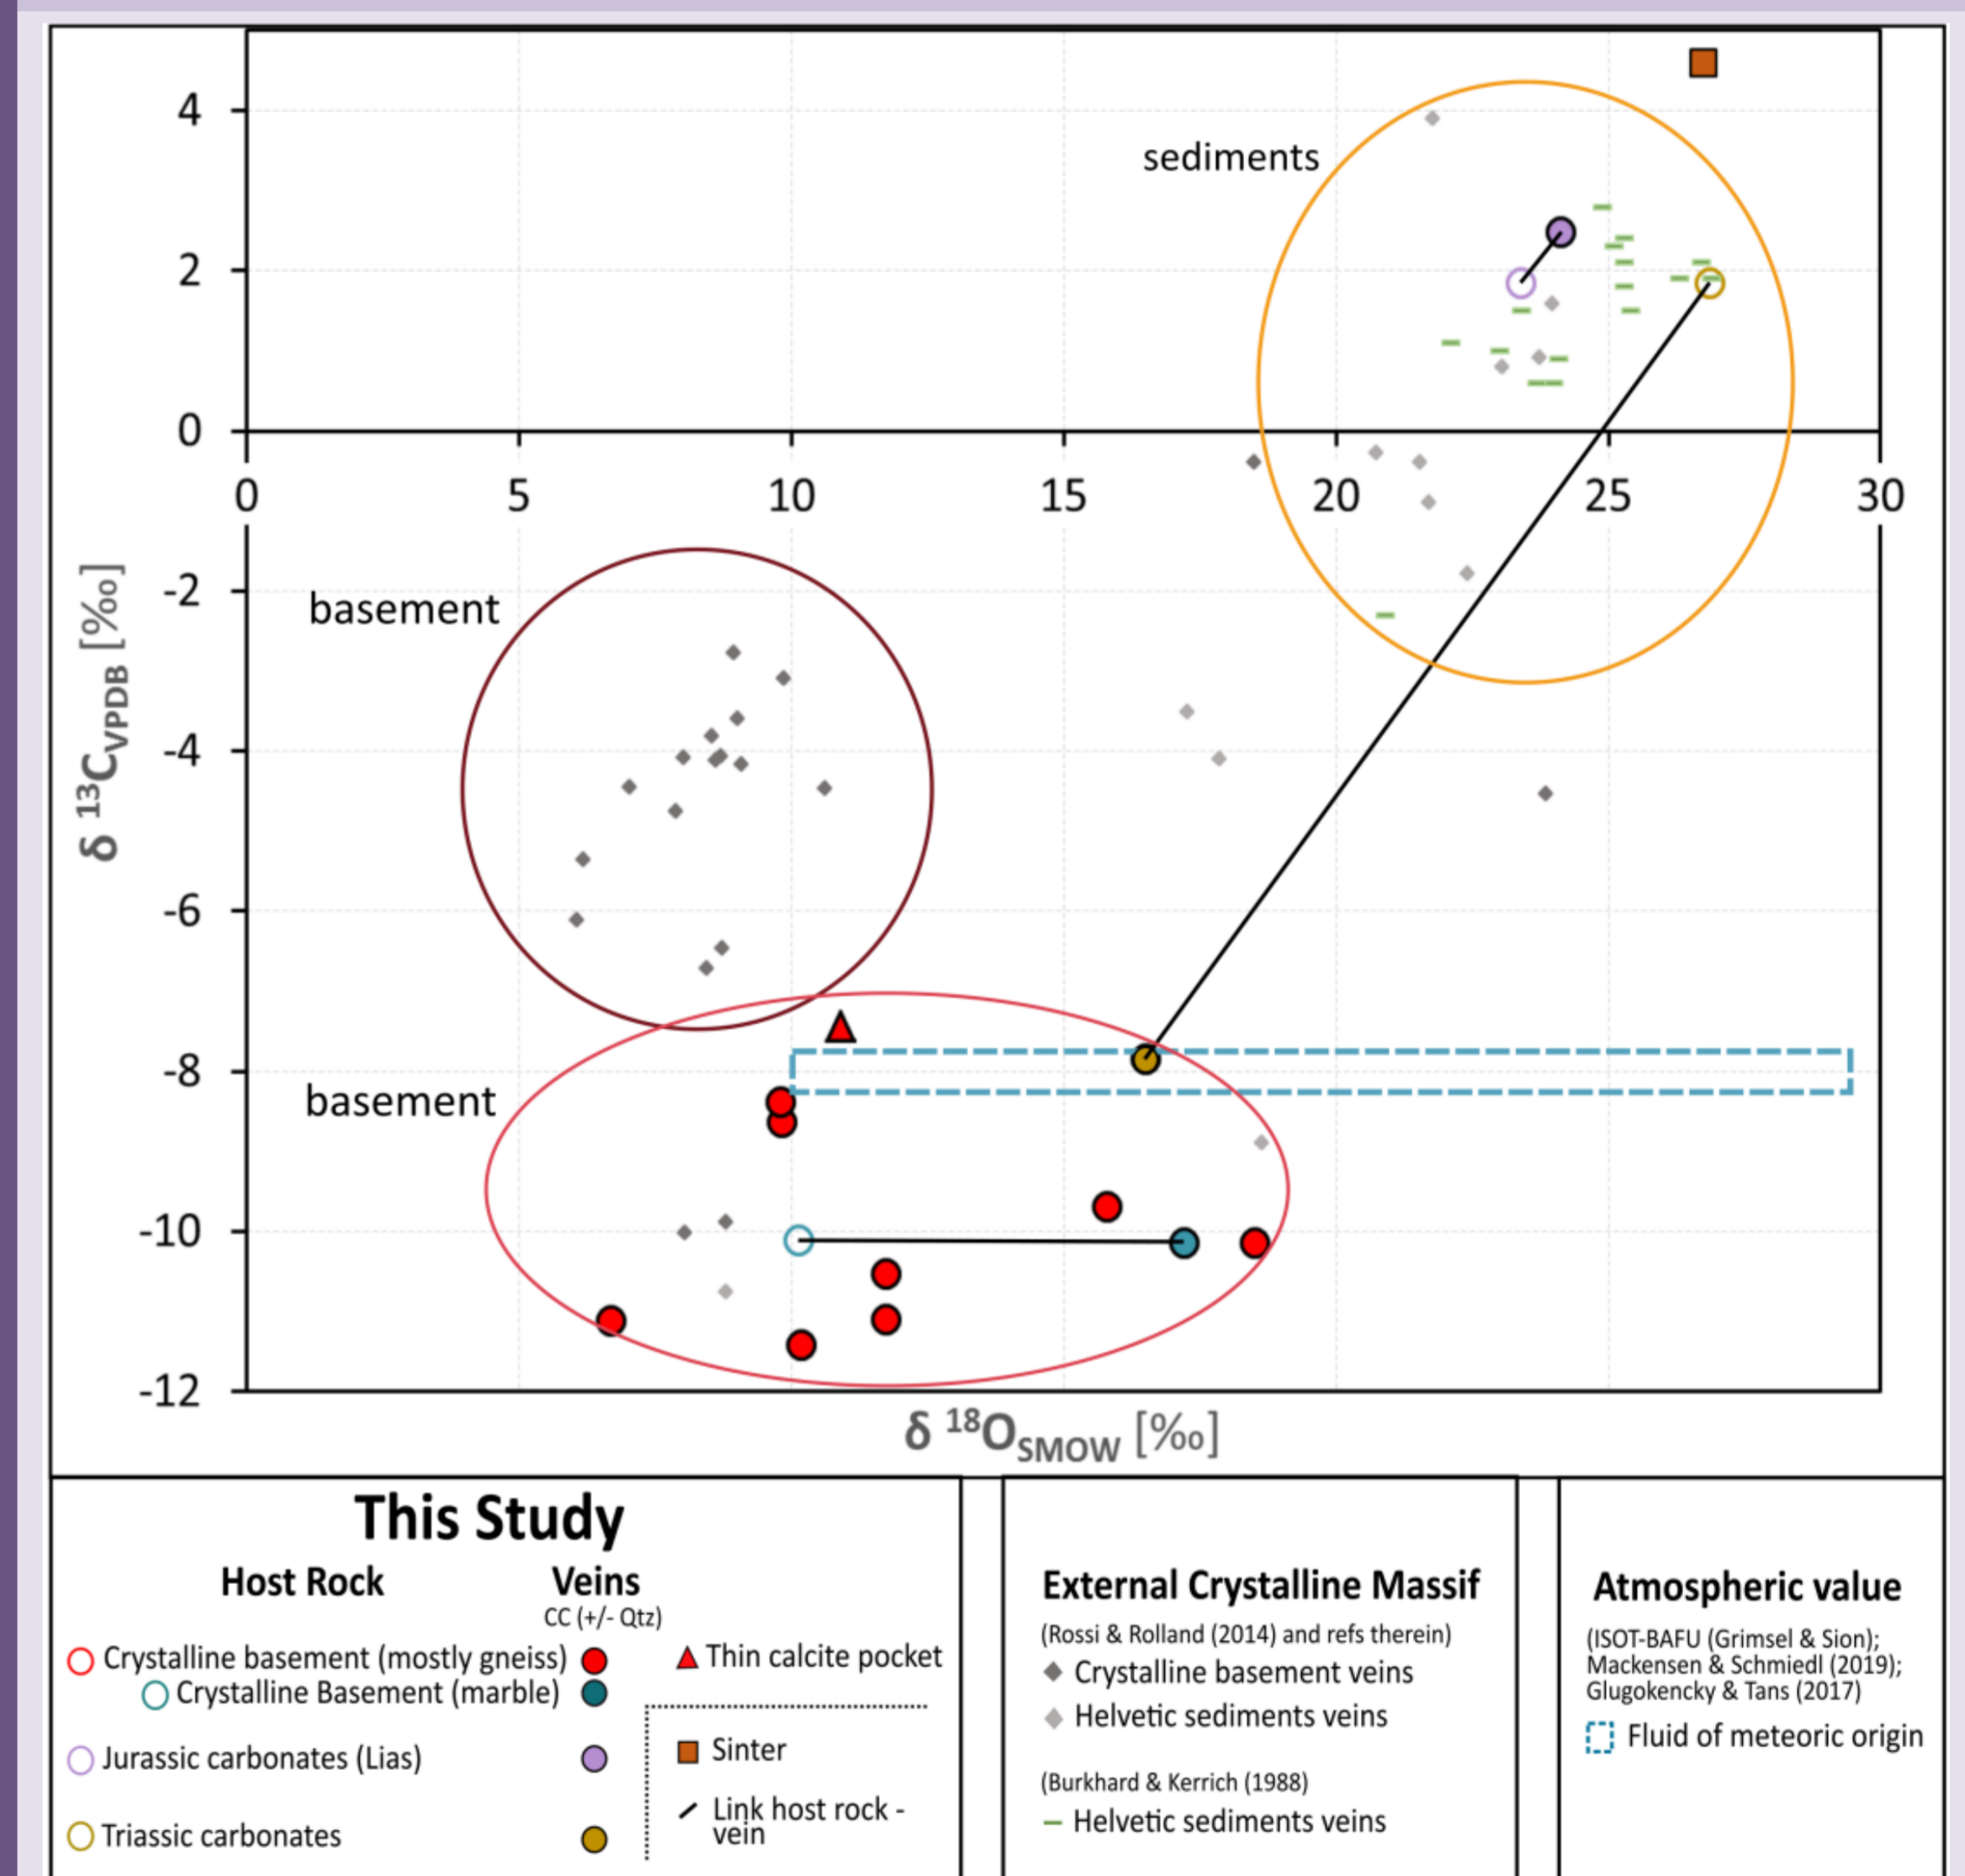 4
sediments
2
0
0 5 10 15 20 25 30
-2
basement
δ ¹³C_VPDB [‰]
-4
-6
-8
basement
-10
-12
δ ¹⁸O_SMOW [‰]
This Study
Host Rock
Veins
CC (+/- Qtz)
Crystalline basement (mostly gneiss)
Crystalline Basement (marble)
Jurassic carbonates (Lias)
Triassic carbonates
Thin calcite pocket
Sinter
Link host rock -
vein
External Crystalline Massif
(Rossi & Rolland (2014) and refs therein)
Crystalline basement veins
Helvetic sediments veins
(Burkhard & Kerrich (1988)
Helvetic sediments veins
Atmospheric value
(ISOT-BAFU (Grimsel & Sion);
Mackensen & Schmiedl (2019);
Glugokencky & Tans (2017)
Fluid of meteoric origin